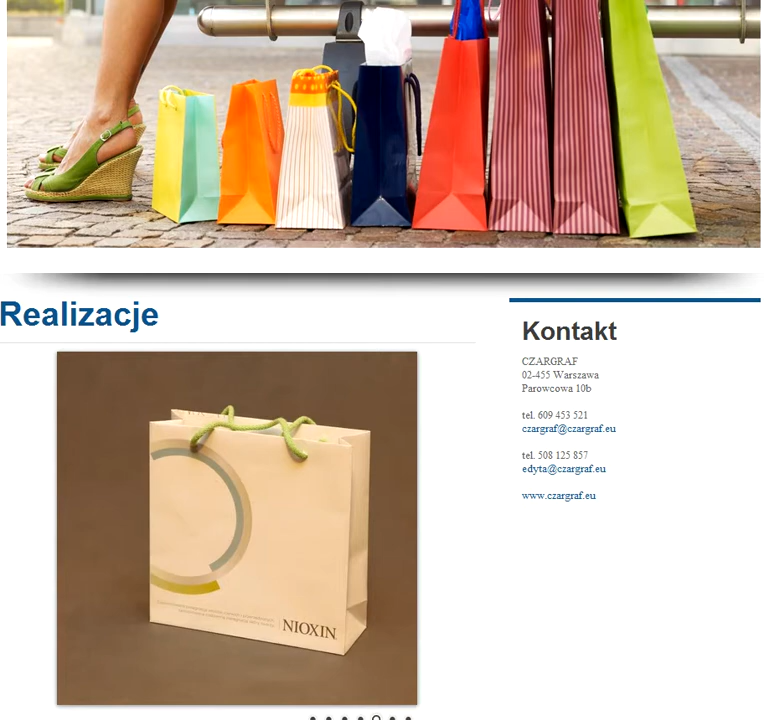 Realizacje
NIOXIN
Kontakt
CZARGRAF
02-455 Warszawa
Parowcowa 10b
tel. 609 453 521
czargraf@czargraf.eu
tel. 508 125 857
edyta@czargraf.eu
www.czargraf.eu